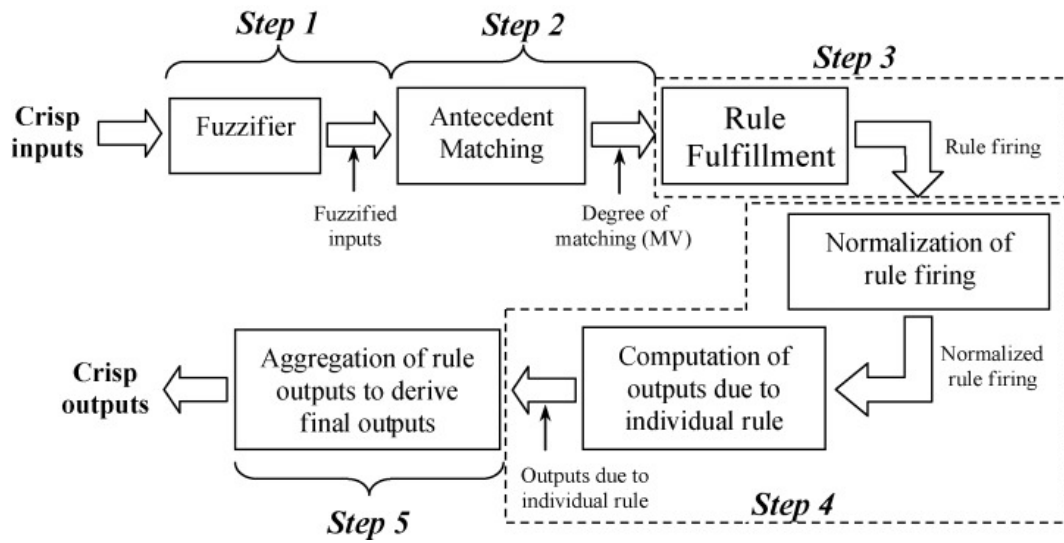 Step 1
Step 2
Step 3
Crisp
inputs
Fuzzifier
Antecedent
Matching
Rule
Fulfillment
Rule firing
Fuzzified
inputs
Degree of
matching (MV)
Normalization of
rule firing
Normalized
rule firing
Computation of
outputs due to
individual rule
Aggregation of rule
outputs to derive
final outputs
Crisp
outputs
Outputs due to
individual rule
Step 4
Step 5